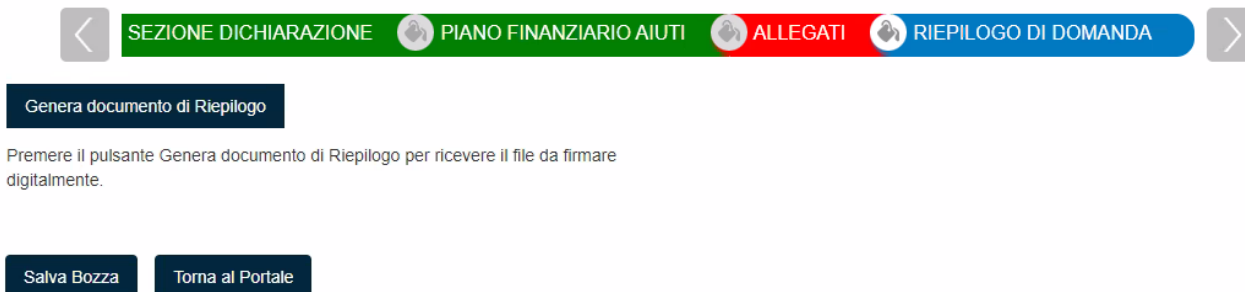 SEZIONE DICHIARAZIONE PIANO FINANZIARIO AIUTI ALLEGATI RIEPILOGO DI DOMANDA
Genera documento di Riepilogo
Premere il pulsante Genera documento di Riepilogo per ricevere il file da firmare
digitalmente.
Salva Bozza Torna al Portale